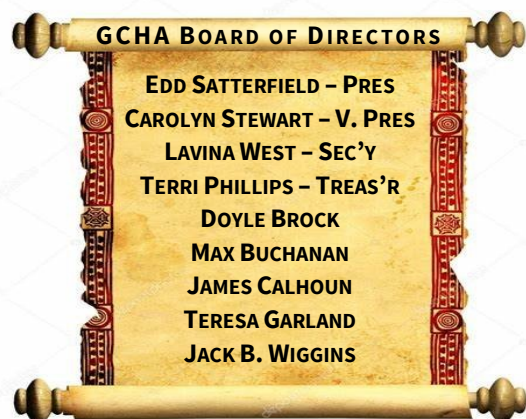 GCHA BOARD OF DIRECTORS
EDD SATTERFIELD – PRES
CAROLYN STEWART – V. PRES
LAVINA WEST – SEC'Y
TERRI PHILLIPS – TREAS'R
DOYLE BROCK
MAX BUCHANAN
JAMES CALHOUN
TERESA GARLAND
JACK B. WIGGINS